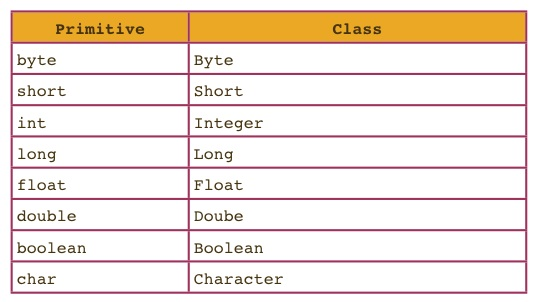 Primitive Class
byte Byte
short Short
int Integer
long Long
float Float
double Doube
boolean Boolean
char Character